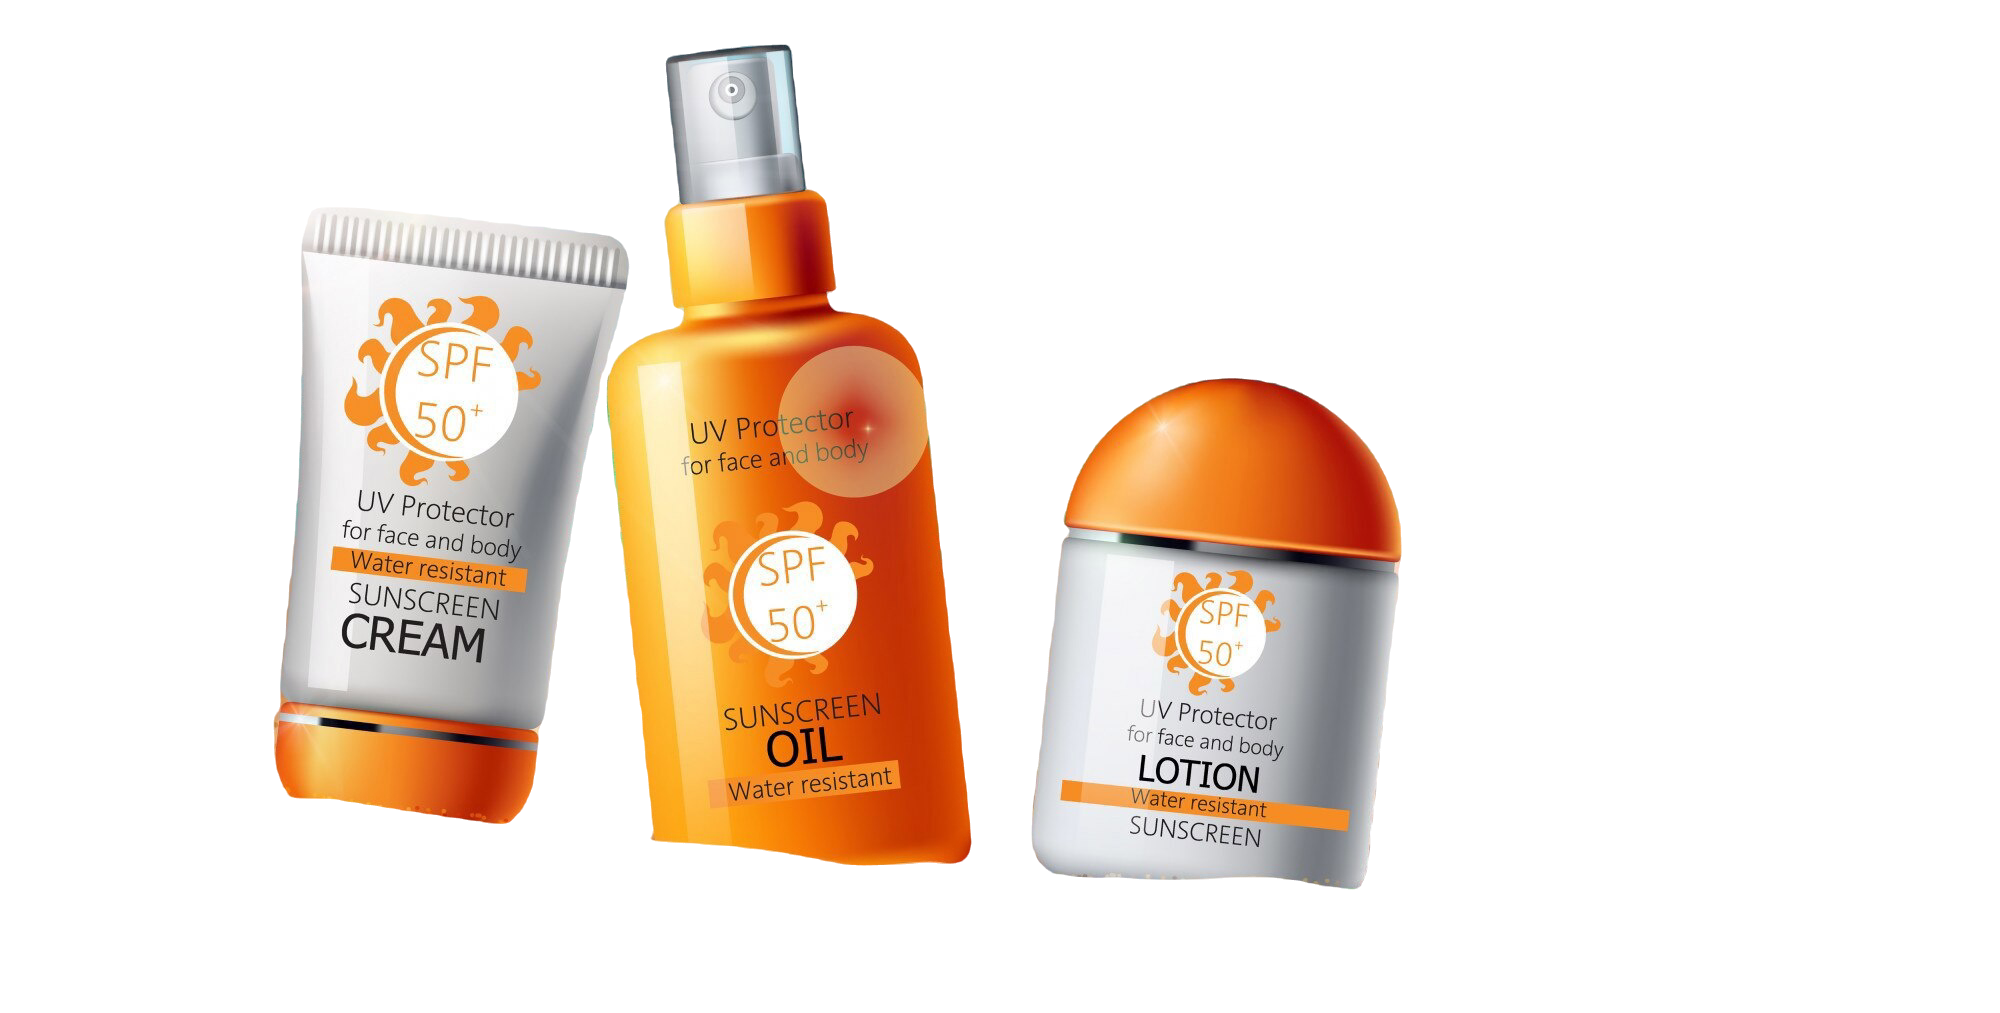 SPF
50+
UV Protector
for face and body
Water resistant
SUNSCREEN
CREAM
UV Protector
for face and body
SPF
50+
SUNSCREEN
OIL
Water resistant
SPF
50+
UV Protector
for face and body
LOTION
Water resistant
SUNSCREEN